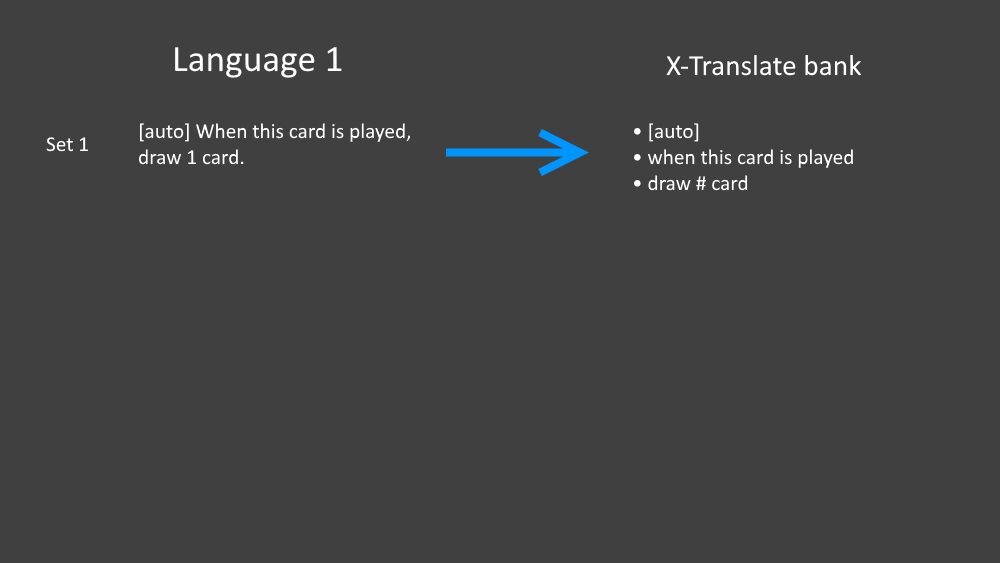 Language 1
X-Translate bank
Set 1
[auto] When this card is played,
draw 1 card.
• [auto]
• when this card is played
• draw # card